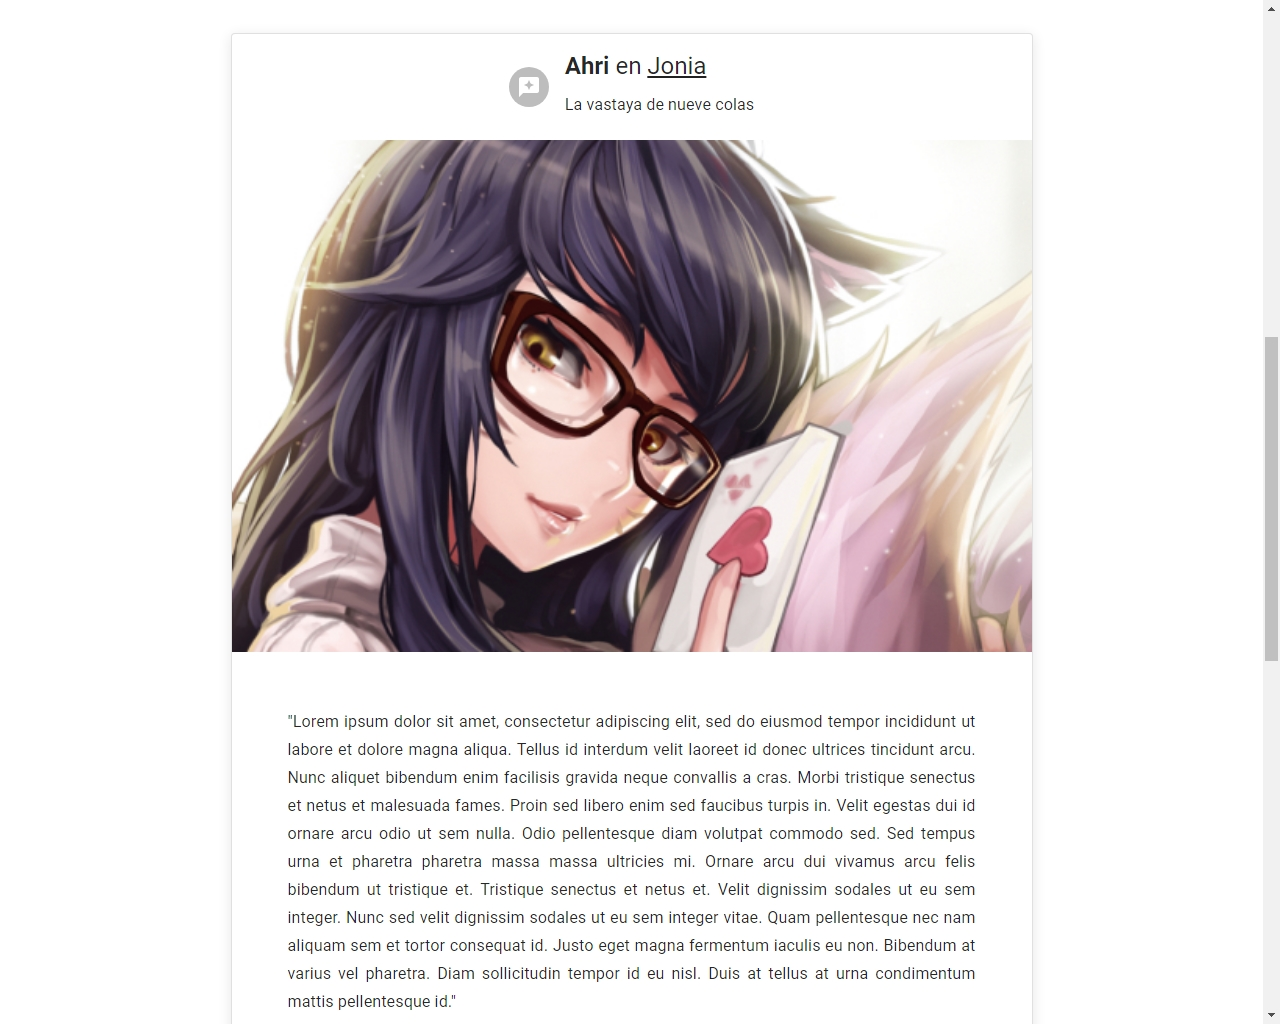 Ahri en Jonia
La vastaya de nueve colas
"Lorem ipsum dolor sit amet, consectetur adipiscing elit, sed do eiusmod tempor incididunt ut
labore et dolore magna aliqua. Tellus id interdum velit laoreet id donec ultrices tincidunt arcu.
Nunc aliquet bibendum enim facilisis gravida neque convallis a cras. Morbi tristique senectus
et netus et malesuada fames. Proin sed libero enim sed faucibus turpis in. Velit egestas dui id
ornare arcu odio ut sem nulla. Odio pellentesque diam volutpat commodo sed. Sed tempus
urna et pharetra pharetra massa massa ultricies mi. Ornare arcu dui vivamus arcu felis
bibendum ut tristique et. Tristique senectus et netus et. Velit dignissim sodales ut eu sem
integer. Nunc sed velit dignissim sodales ut eu sem integer vitae. Quam pellentesque nec nam
aliquam sem et tortor consequat id. Justo eget magna fermentum iaculis eu non. Bibendum at
varius vel pharetra. Diam sollicitudin tempor id eu nisl. Duis at tellus at urna condimentum
mattis pellentesque id."